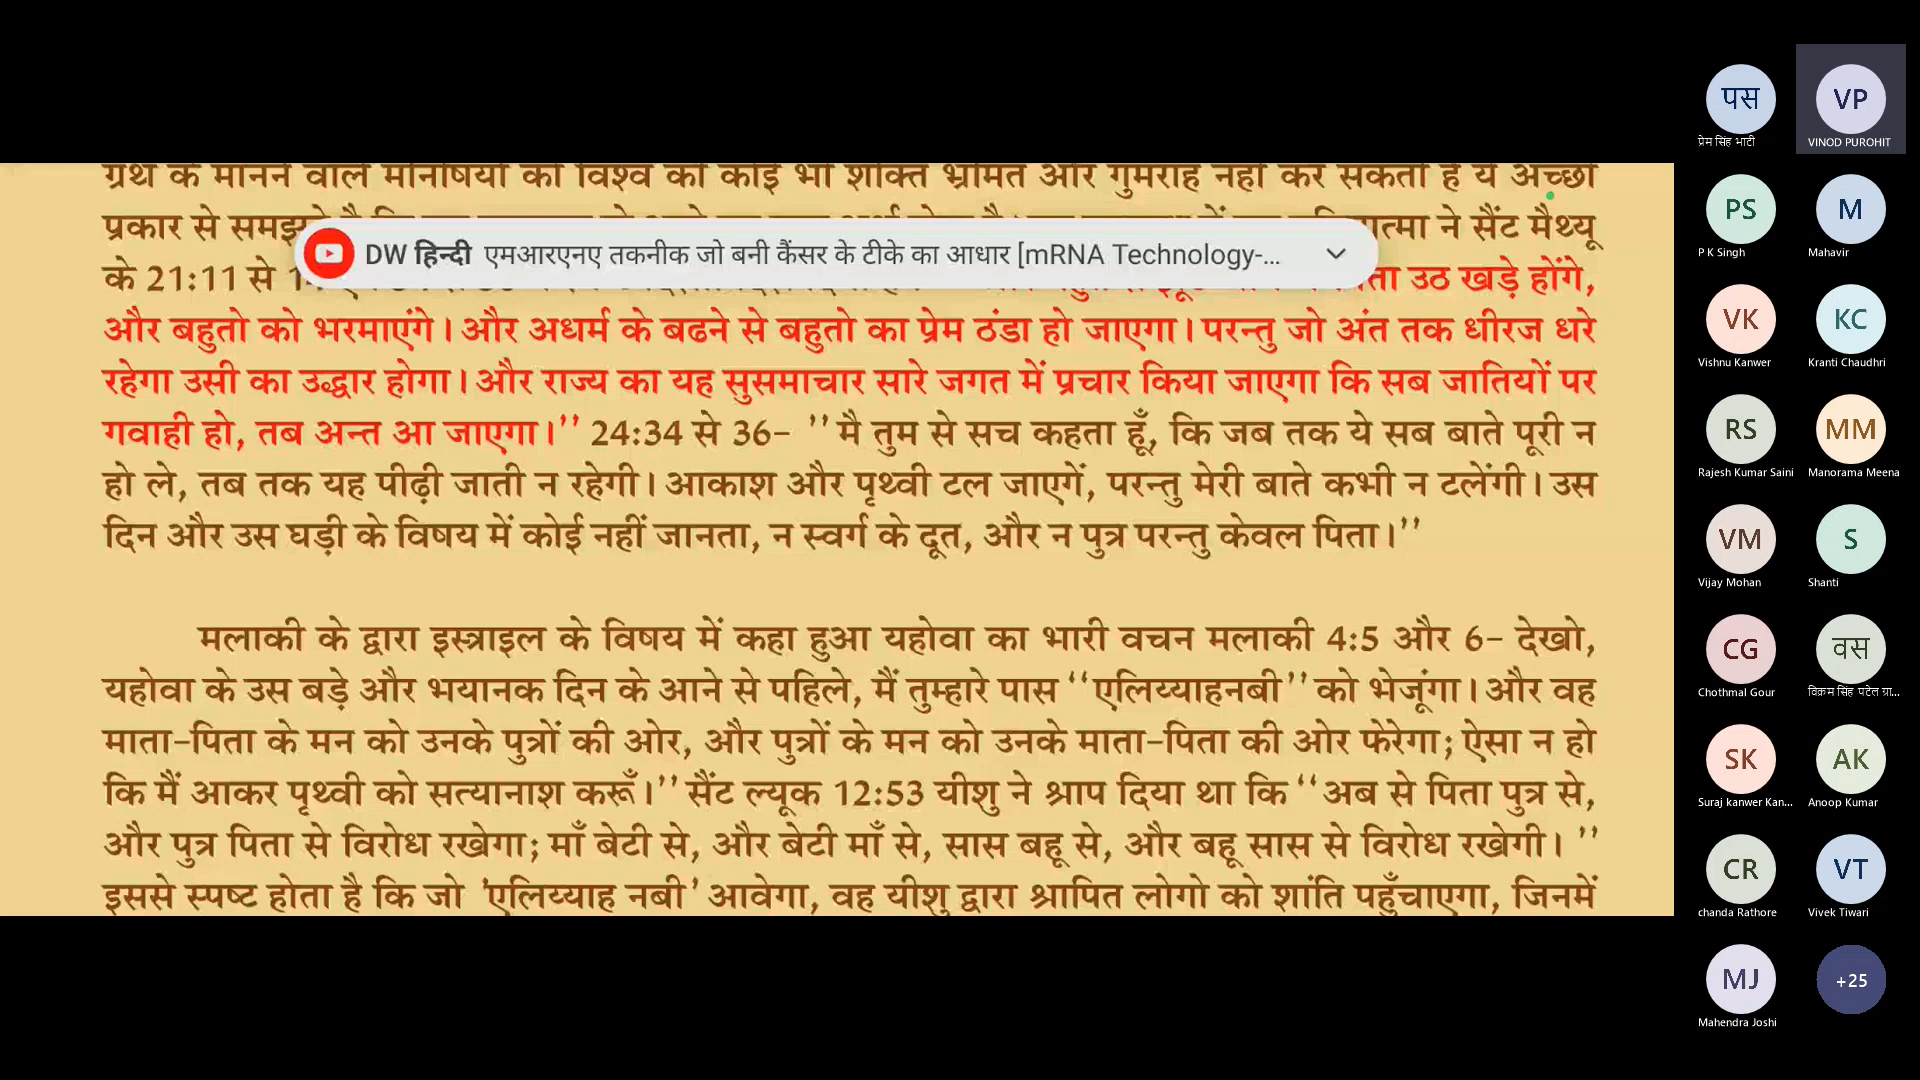 ग्रंथ के मानने वाले मनिषियों को विश्व की कोई भी शक्ति भ्रमित और गुमराह नहीं कर सकती है ये अच्छी
प्रकार से समझ ने सैंट मैथ्यू
DW हिन्दी एमआरएनए तकनीक जो बनी कैंसर के टीके का आधार [mRNA Technology-...
के 21:11 से उठ खड़े होंगे,
और बहुतो को भरमाएंगे। और अधर्म के बढने से बहुतो का प्रेम ठंडा हो जाएगा। परन्तु जो अंत तक धीरज धरे
रहेगा उसी का उद्धार होगा। और राज्य का यह सुसमाचार सारे जगत में प्रचार किया जाएगा कि सब जातियों पर
गवाही हो, तब अन्त आ जाएगा।’’ 24:34 से 36– ’’मै तुम से सच कहता हूँ, कि जब तक ये सब बाते पूरी न
हो ले, तब तक यह पीढ़ी जाती न रहेगी। आकाश और पृथ्वी टल जाएगें, परन्तु मेरी बाते कभी न टलेंगी। उस
दिन और उस घड़ी के विषय में कोई नहीं जानता, न स्वर्ग के दूत, और न पुत्र परन्तु केवल पिता।’’
मलाकी के द्वारा इस्त्राइल के विषय में कहा हुआ यहोवा का भारी वचन मलाकी 4:5 और 6– देखो,
यहोवा के उस बड़े और भयानक दिन के आने से पहिले, मैं तुम्हारे पास ‘‘एलिय्याहनबी’’ को भेजूंगा। और वह
माता–पिता के मन को उनके पुत्रों की ओर, और पुत्रों के मन को उनके माता–पिता की ओर फेरेगा; ऐसा न हो
कि मैं आकर पृथ्वी को सत्यानाश करूँ।’’ सैंट ल्यूक 12:53 यीशु ने श्राप दिया था कि ‘‘अब से पिता पुत्र से,
और पुत्र पिता से विरोध रखेगा; माँ बेटी से, और बेटी माँ से, सास बहू से, और बहू सास से विरोध रखेगी। ’’
इससे स्पष्ट होता है कि जो 'एलिय्याह नबी' आवेगा, वह यीशु द्वारा श्रापित लोगो को शांति पहुँचाएगा, जिनमें
पस
प्रेम सिंह भाटी
VP
VINOD PUROHIT
PS
P K Singh
M
Mahavir
VK
Vishnu Kanwer
KC
Kranti Chaudhri
RS
Rajesh Kumar Saini
MM
Manorama Meena
VM
Vijay Mohan
S
Shanti
CG
Chothmal Gour
वस
विक्रम सिंह पटेल ग्रा...
SK
Suraj kanwer Kan...
AK
Anoop Kumar
CR
chanda Rathore
VT
Vivek Tiwari
MJ
Mahendra Joshi
+25